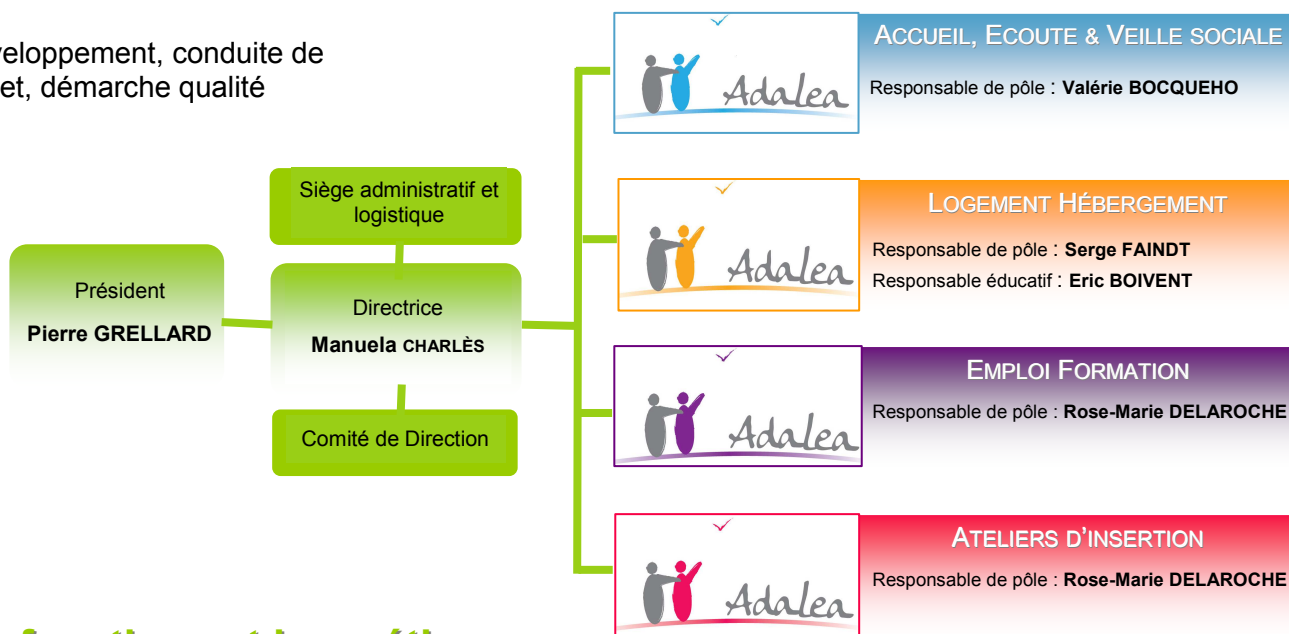 veloppement, conduite de
et, démarche qualité
Siège administratif et
logistique
Président
Pierre GRELLARD
Directrice
Manuela CHARLÈS
Comité de Direction
Adalea
ACCUEIL, ECOUTE & VEILLE SOCIALE
Responsable de pôle : Valérie BOCQUEHO
Adalea
LOGEMENT HÉBERGEMENT
Responsable de pôle : Serge FAINDT
Responsable éducatif : Eric BOIVENT
Adalea
EMPLOI FORMATION
Responsable de pôle : Rose-Marie DELAROCHE
Adalea
ATELIERS D'INSERTION
Responsable de pôle : Rose-Marie DELAROCHE